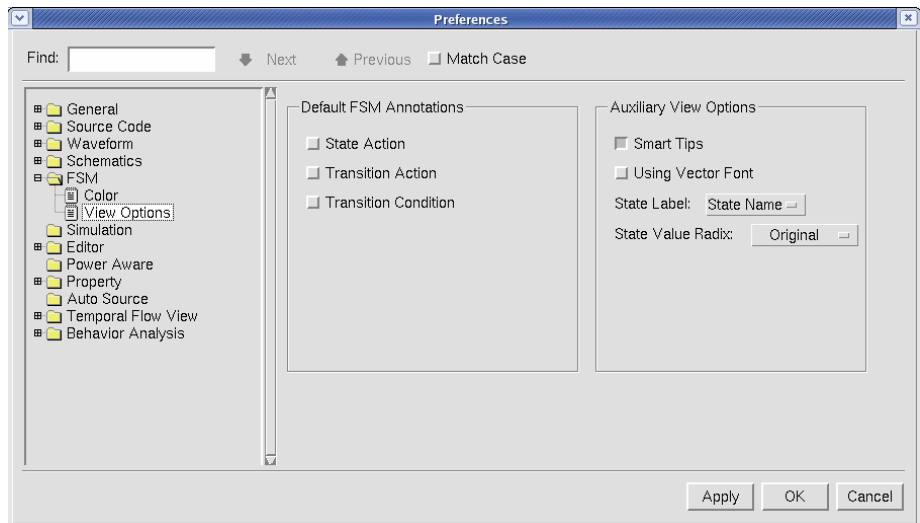 Preferences
Find: Next Previous Match Case
General
Source Code
Waveform
Schematics
FSM
Color
View Options
Simulation
Editor
Power Aware
Property
Auto Source
Temporal Flow View
Behavior Analysis
Default FSM Annotations
State Action
Transition Action
Transition Condition
Auxiliary View Options
Smart Tips
Using Vector Font
State Label: State Name
State Value Radix: Original
Apply OK Cancel